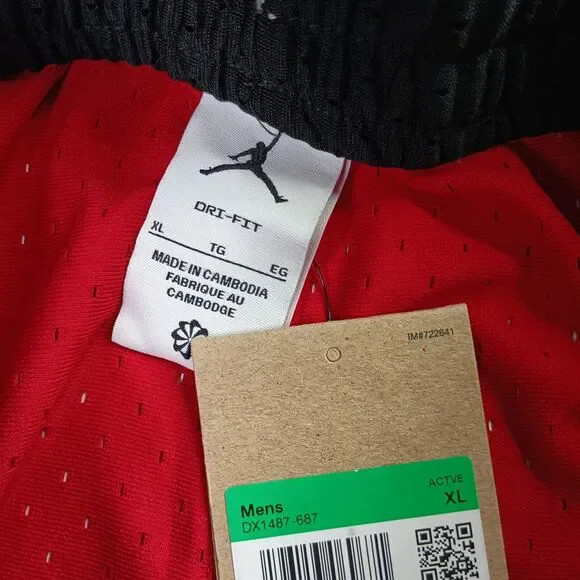 DRI-FIT
XL
TG
EG
MADE IN CAMBODIA
FABRIQUE AU
CAMBODGE
IM#722641
Mens
DX1487-687
ACTVE
XL